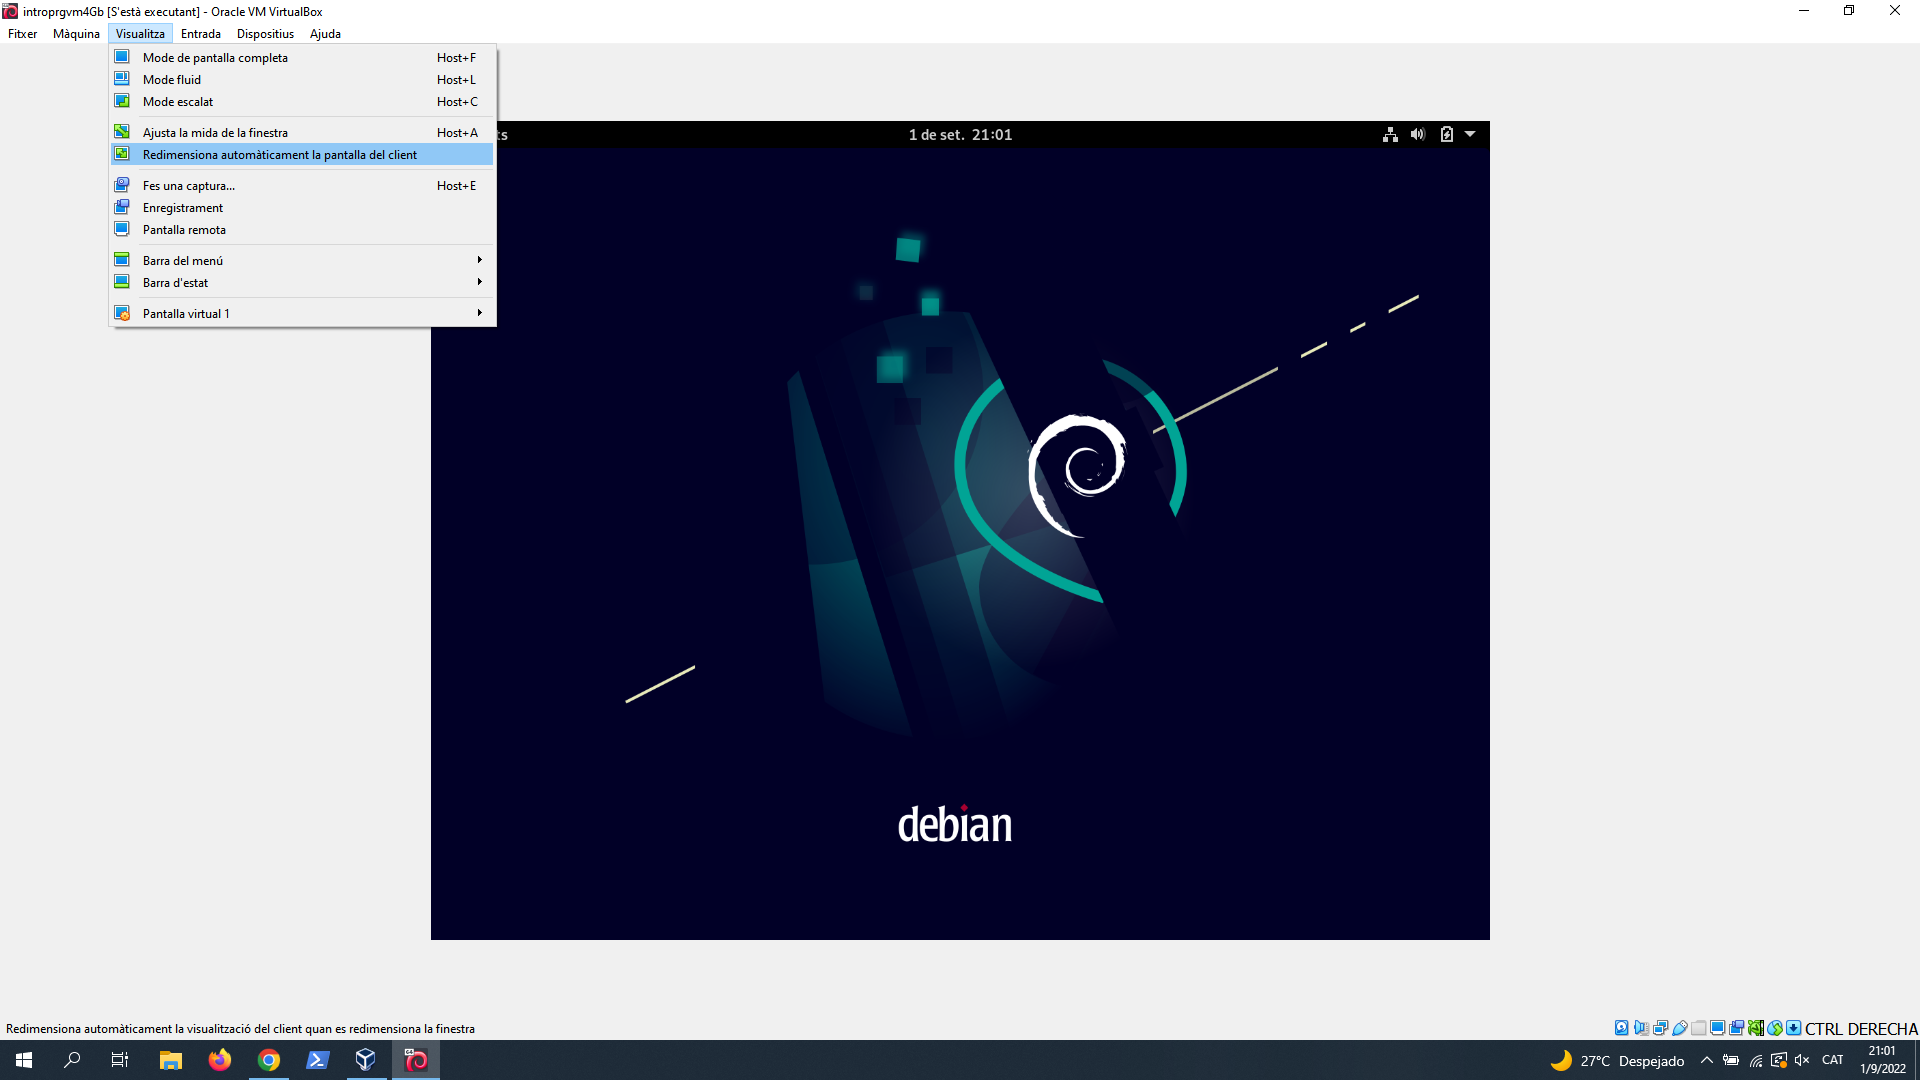 introprgvm4Gb [S'està executant] - Oracle VM VirtualBox
Fitxer Màquina Visualitza Entrada Dispositius Ajuda
Mode de pantalla completa Host+F
Mode fluid Host+L
Mode escalat Host+C
Ajusta la mida de la finestra Host+A
Redimensiona automàticament la pantalla del client
Fes una captura... Host+E
Enregistrament
Pantalla remota
Barra del menú
Barra d'estat
Pantalla virtual 1
ts 1 de set. 21:01
debian
Redimensiona automàticament la visualització del client quan es redimensiona la finestra
CTRL DERECHA
27°C Despejado CAT 21:01
1/9/2022